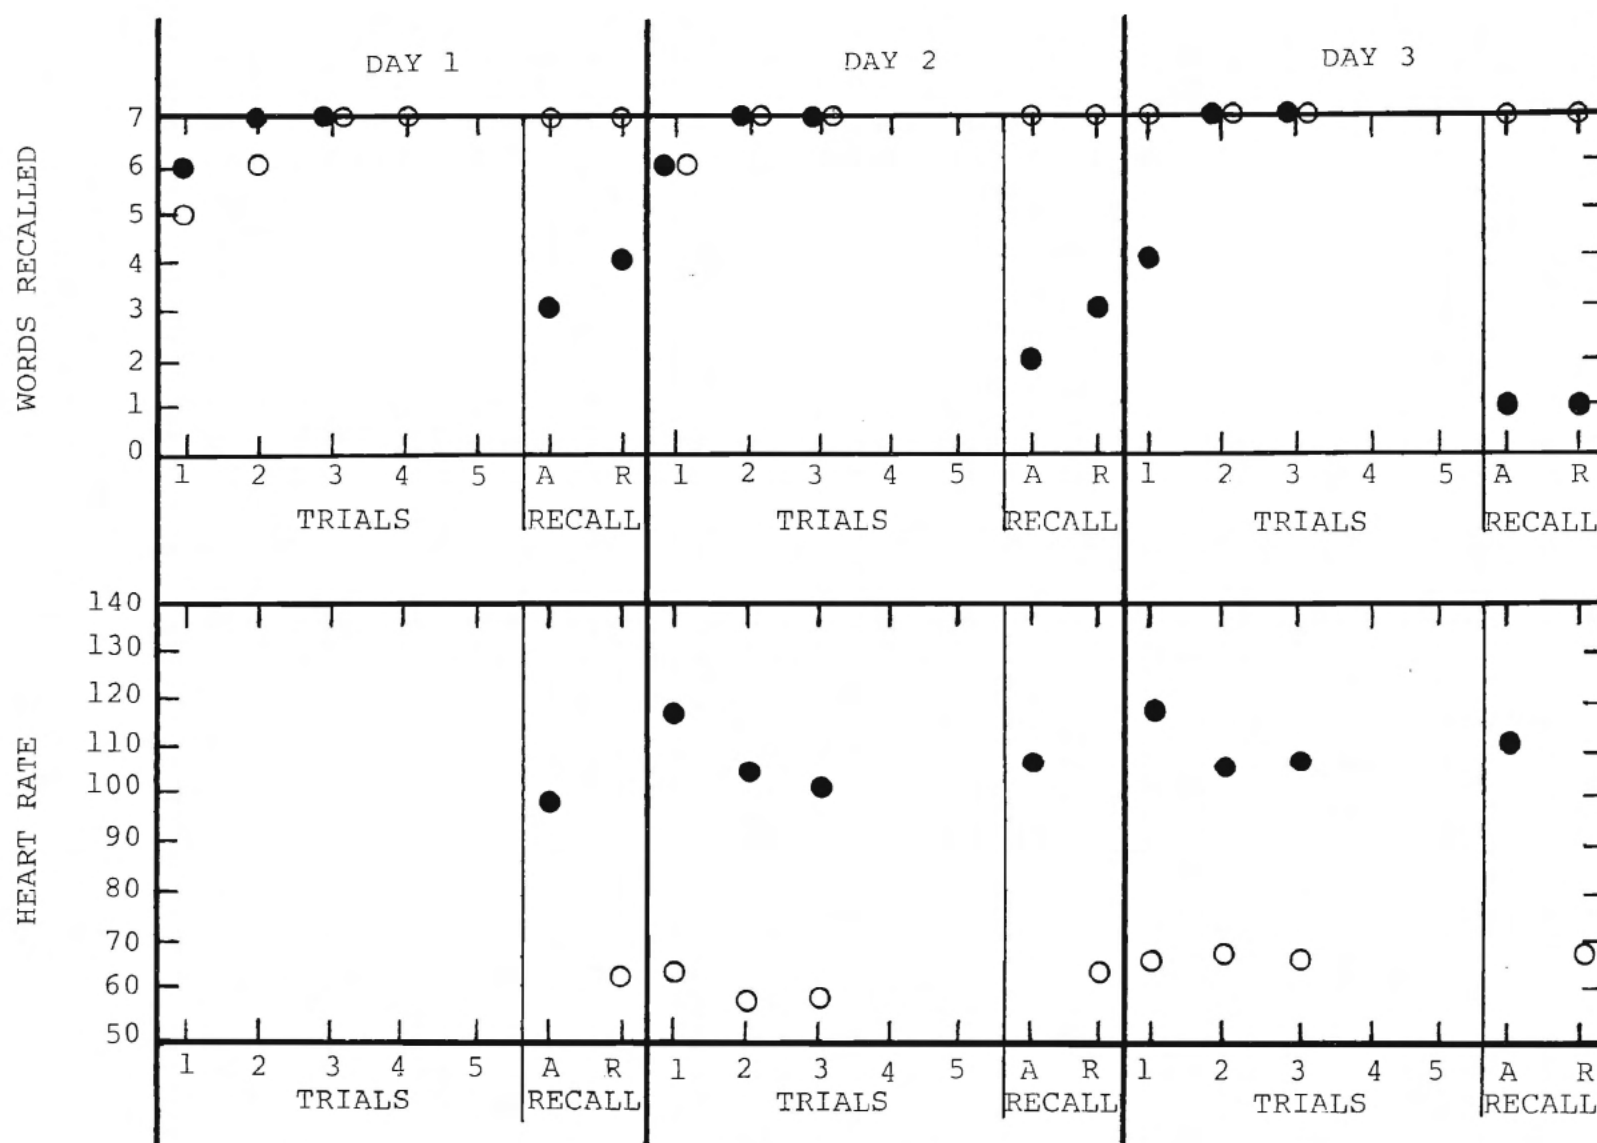 DAY 1 DAY 2 DAY 3
WORDS RECALLED
7
6
5
4
3
2
1
0
1 2 3 4 5 A R 1 2 3 4 5 A R 1 2 3 4 5 A R
TRIALS RECALL TRIALS RECALL TRIALS RECALL
HEART RATE
140
130
120
110
100
90
80
70
60
50
1 2 3 4 5 A R 1 2 3 4 5 A R 1 2 3 4 5 A R
TRIALS RECALL TRIALS RECALL TRIALS RECALL